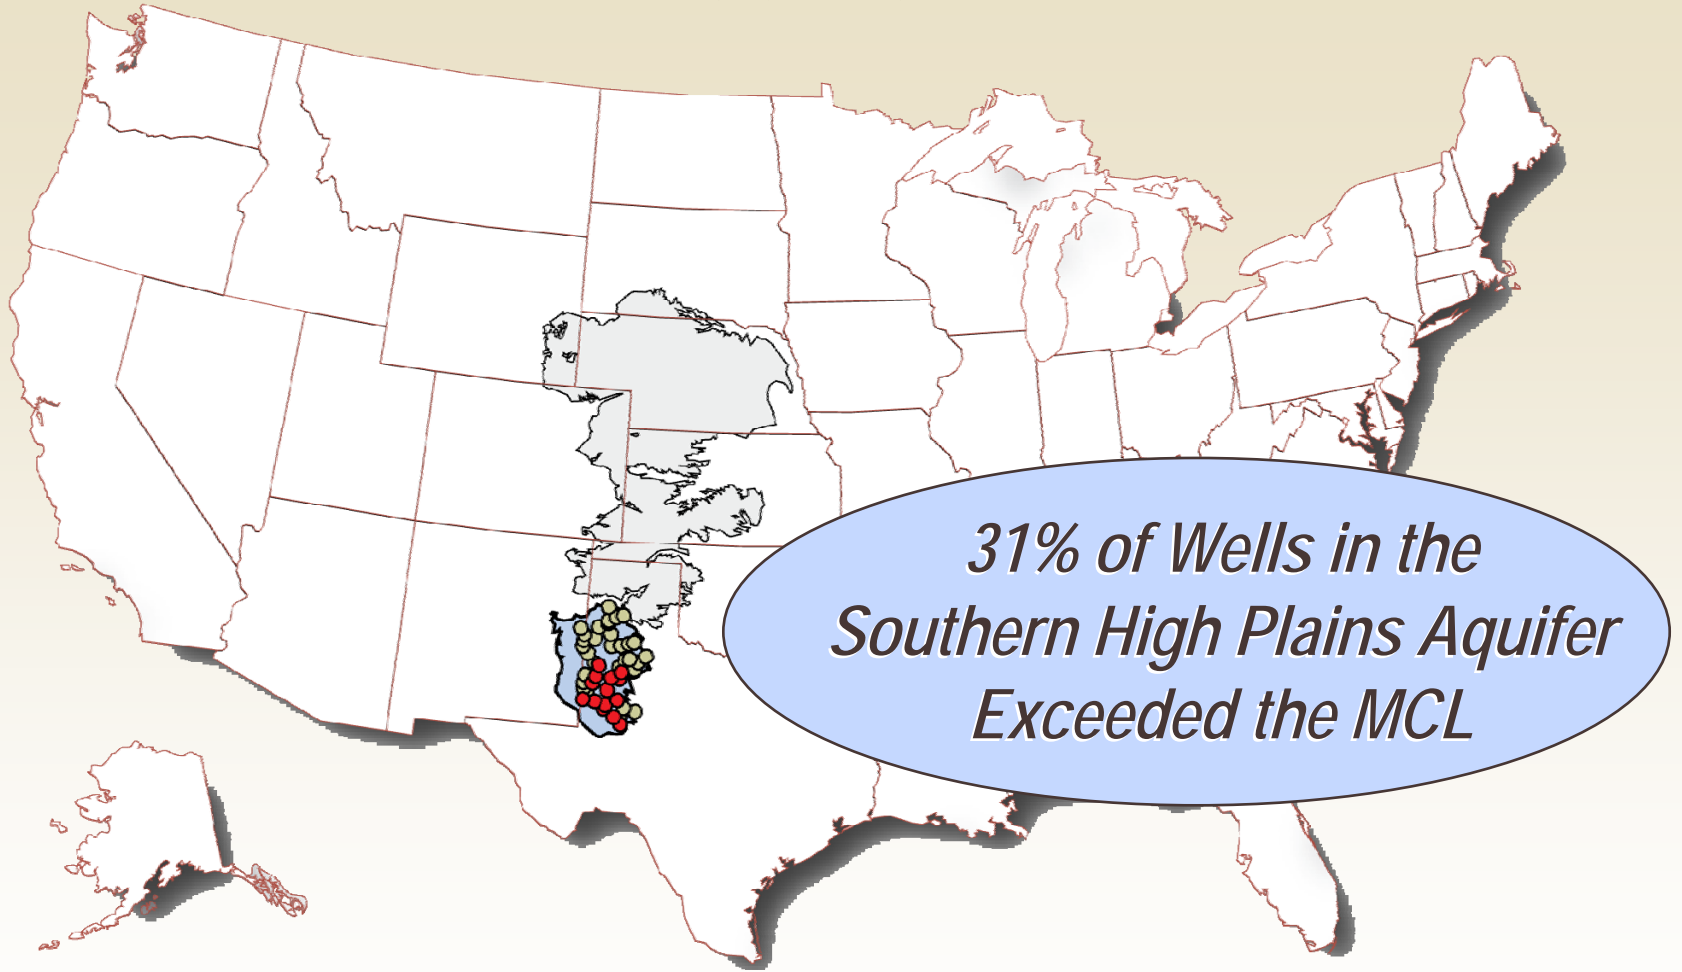 31% of Wells in the
Southern High Plains Aquifer
Exceeded the MCL